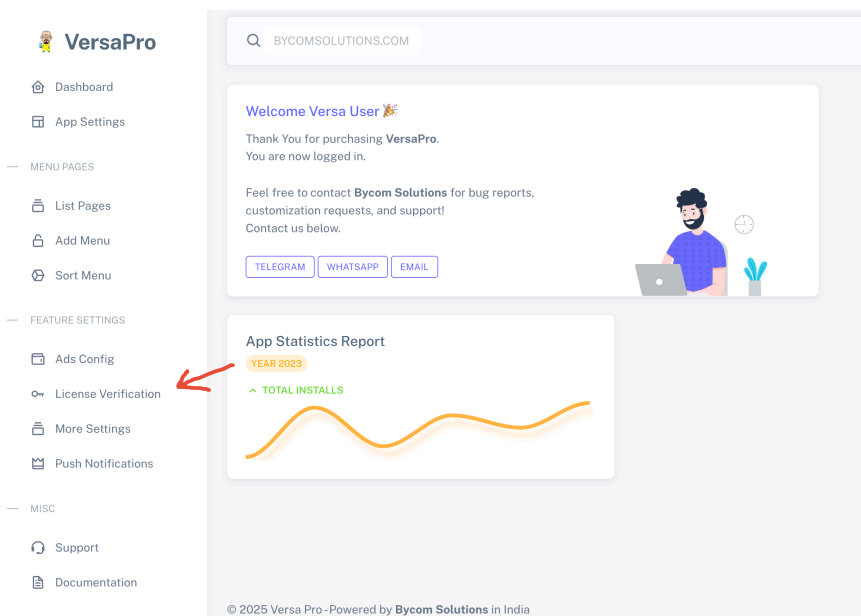 VersaPro
Dashboard
App Settings
MENU PAGES
List Pages
Add Menu
Sort Menu
FEATURE SETTINGS
Ads Config
License Verification
More Settings
Push Notifications
MISC
Support
Documentation
BYCOMSOLUTIONS.COM
Welcome Versa User 🎉
Thank You for purchasing VersaPro.
You are now logged in.
Feel free to contact Bycom Solutions for bug reports,
customization requests, and support!
Contact us below.
TELEGRAM WHATSAPP EMAIL
App Statistics Report
YEAR 2023
TOTAL INSTALLS
© 2025 Versa Pro - Powered by Bycom Solutions in India